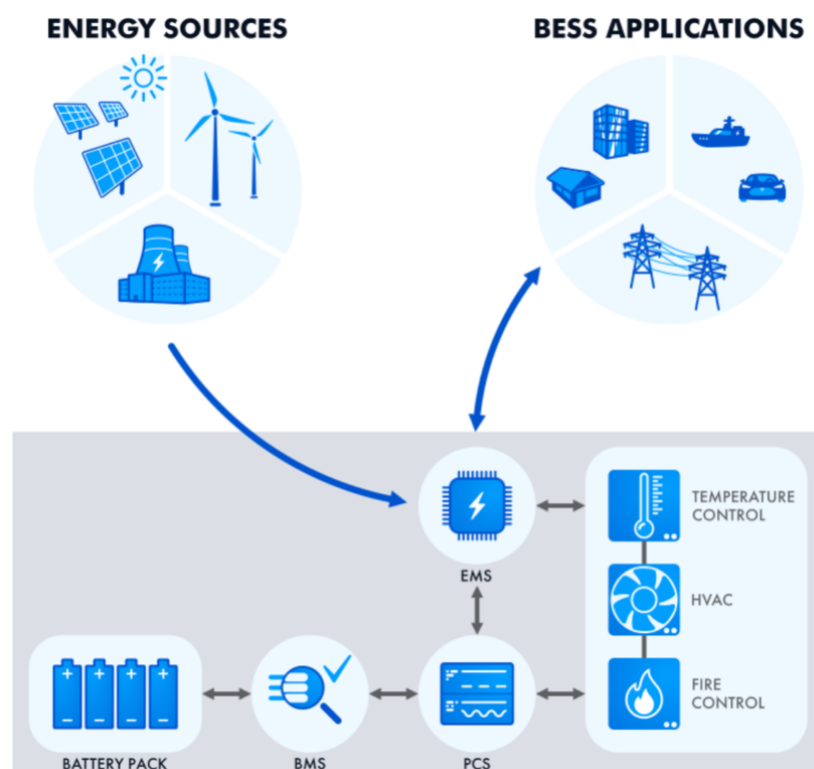 ENERGY SOURCES
BESS APPLICATIONS
EMS
TEMPERATURE
CONTROL
HVAC
FIRE
CONTROL
BATTERY PACK
BMS
PCS